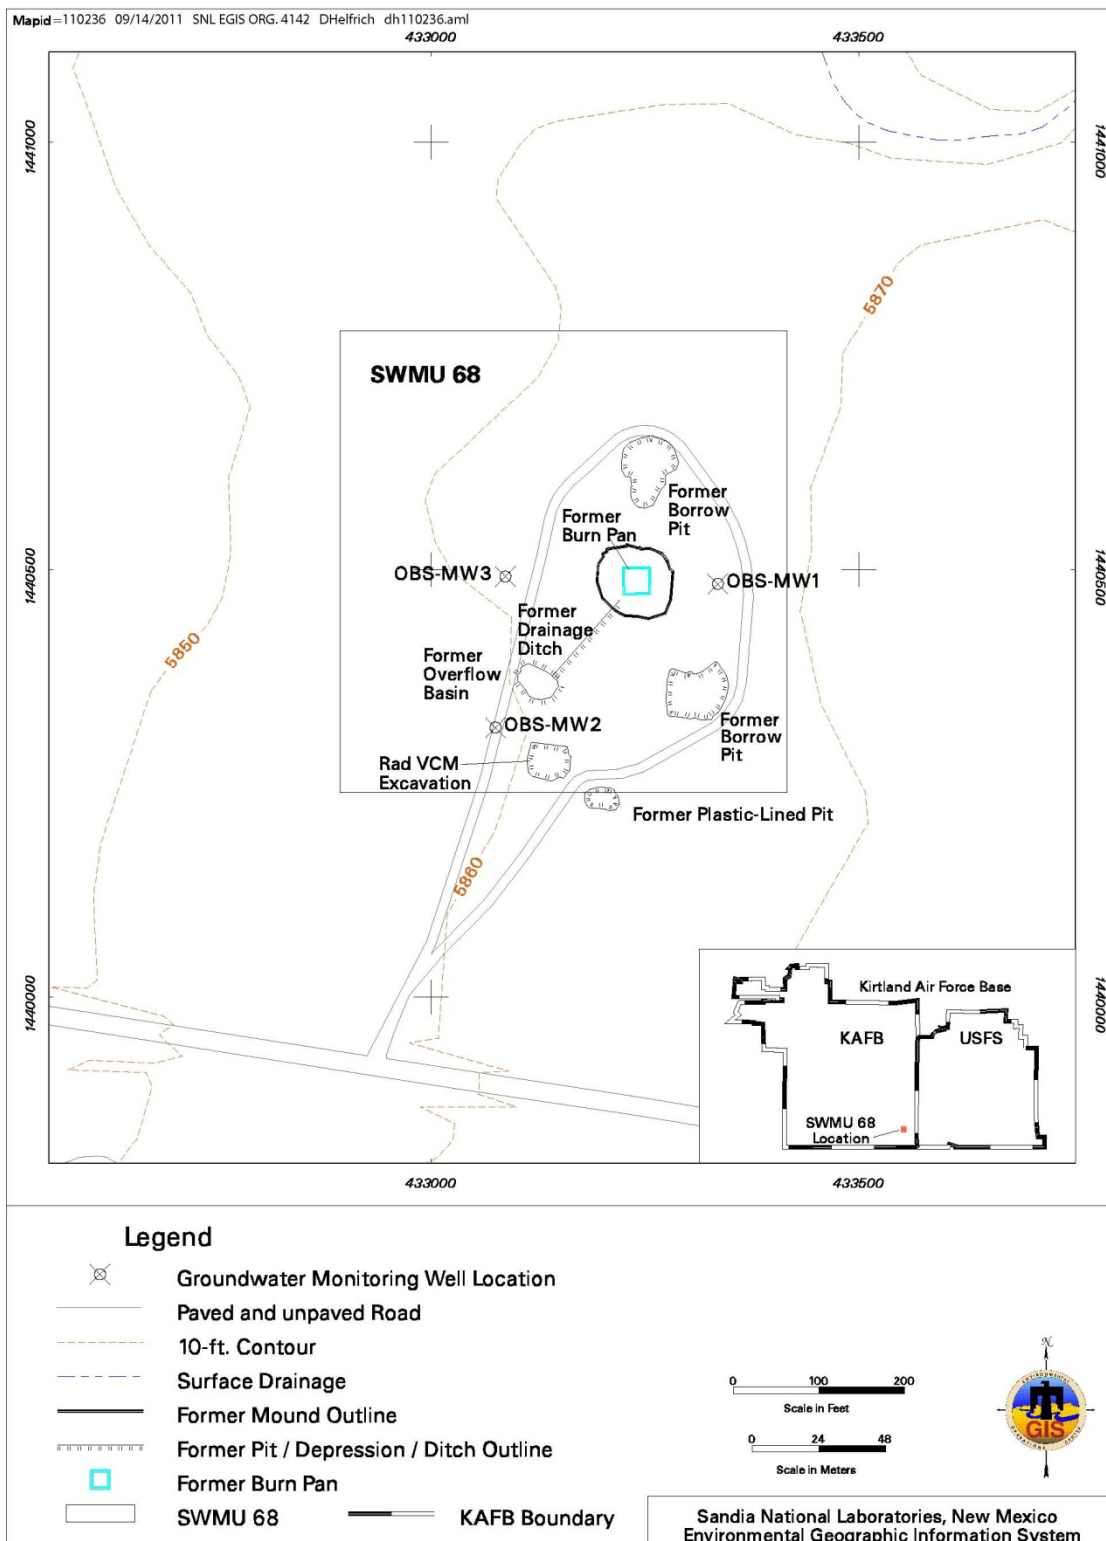 Mapid=110236 09/14/2011 SNL EGIS ORG. 4142 DHelfrich dh110236.aml
433000
433500
1441000
1441000
5870
SWMU 68
Former
Borrow
Pit
Former
Burn Pan
1440500
OBS-MW3
OBS-MW1
1440500
Former
Drainage
Ditch
5850
Former
Overflow
Basin
OBS-MW2
Former
Borrow
Pit
Rad VCM
Excavation
Former Plastic-Lined Pit
5860
1440000
1440000
Kirtland Air Force Base
KAFB
USFS
SWMU 68
Location
433000
433500
Legend
Groundwater Monitoring Well Location
Paved and unpaved Road
10-ft. Contour
Surface Drainage
Former Mound Outline
Former Pit / Depression / Ditch Outline
Former Burn Pan
SWMU 68
KAFB Boundary
0 100 200
Scale in Feet
0 24 48
Scale in Meters
N
ENVIRONMENTAL
GIS
OPERATIONS CENTER
Sandia National Laboratories, New Mexico
Environmental Geographic Information System